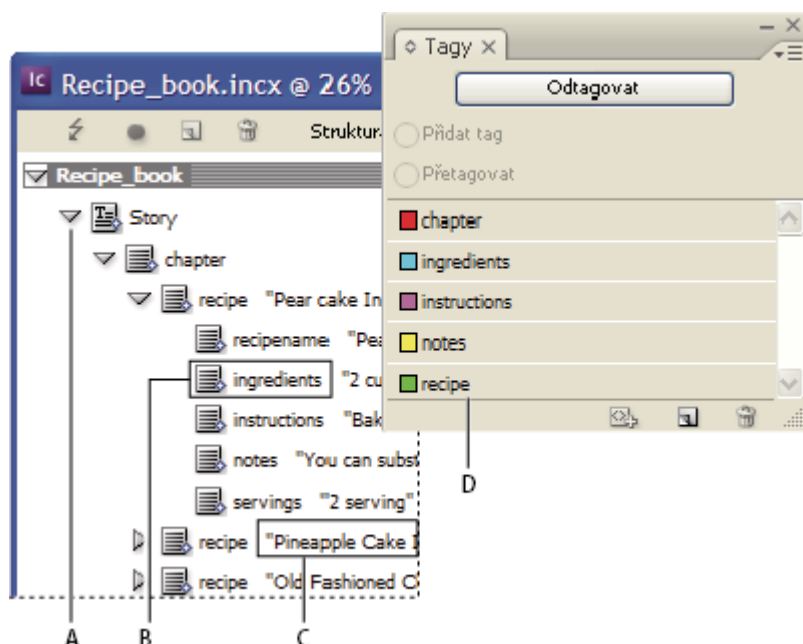 Ic Recipe_book.incx @ 26%
Struktur
Recipe_book
Story
chapter
recipe "Pear cake In
recipename "Pea
ingredients "2 cu
instructions "Bak
notes "You can subst
servings "2 serving"
recipe "Pineapple Cake I
recipe "Old Fashioned C
A
B
C
Tagy
Odtagovat
Přidat tag
Přetagovat
chapter
ingredients
instructions
notes
recipe
D